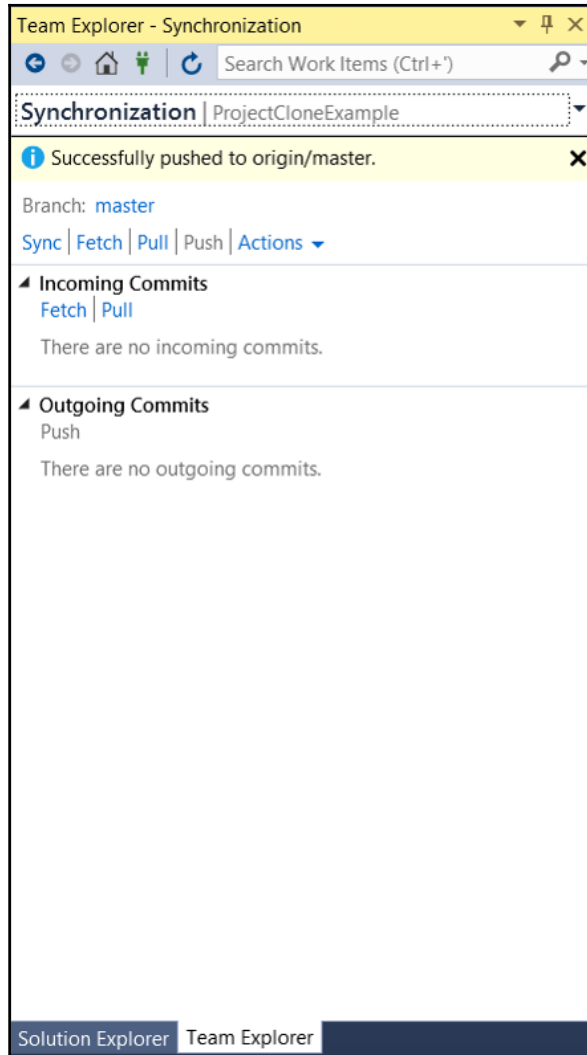 Team Explorer - Synchronization
Search Work Items (Ctrl+')
Synchronization | ProjectCloneExample
Successfully pushed to origin/master.
Branch: master
Sync | Fetch | Pull | Push | Actions
Incoming Commits
Fetch | Pull
There are no incoming commits.
Outgoing Commits
Push
There are no outgoing commits.
Solution Explorer Team Explorer